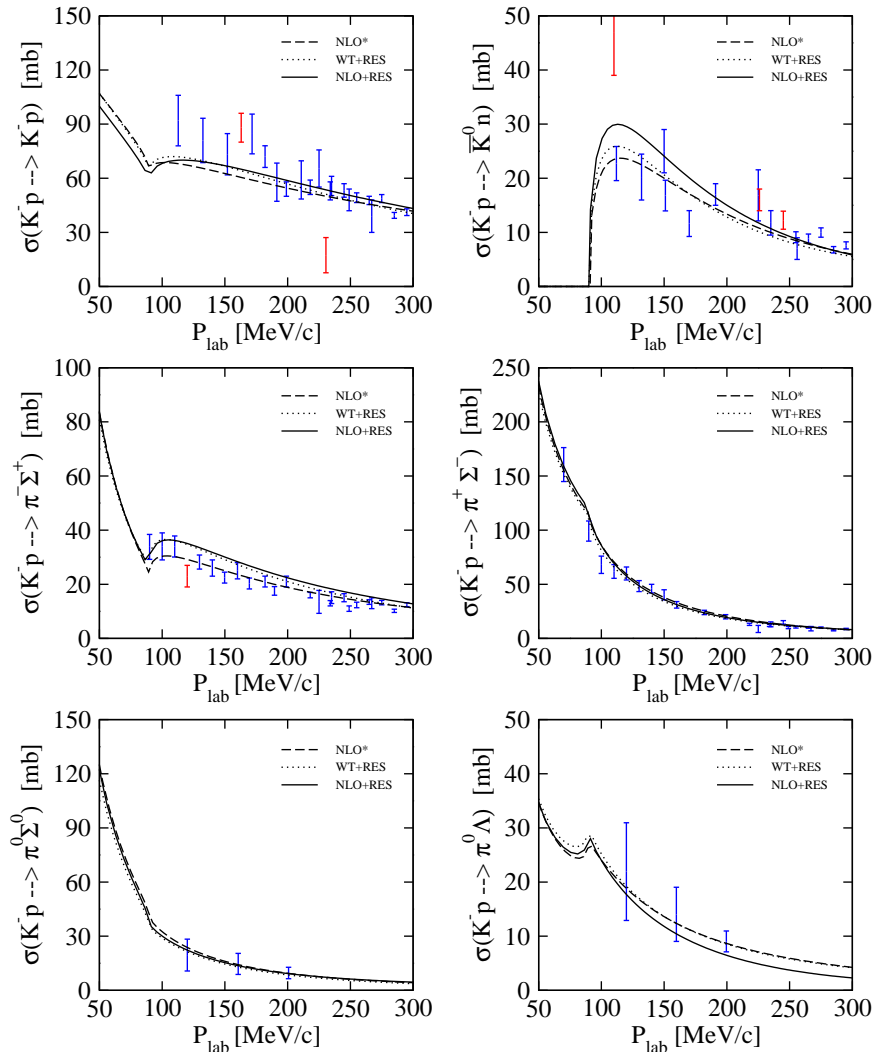 σ(K⁻p --> K⁻p) [mb]
150
120
90
60
30
0
NLO*
WT+RES
NLO+RES
50 100 150 200 250 300
P_lab [MeV/c]
σ(K⁻p --> K̅⁰n) [mb]
50
40
30
20
10
0
NLO*
WT+RES
NLO+RES
50 100 150 200 250 300
P_lab [MeV/c]
σ(K⁻p --> π⁻Σ⁺) [mb]
100
80
60
40
20
0
NLO*
WT+RES
NLO+RES
50 100 150 200 250 300
P_lab [MeV/c]
σ(K⁻p --> π⁺Σ⁻) [mb]
250
200
150
100
50
0
NLO*
WT+RES
NLO+RES
50 100 150 200 250 300
P_lab [MeV/c]
σ(K⁻p --> π⁰Σ⁰) [mb]
150
120
90
60
30
0
NLO*
WT+RES
NLO+RES
50 100 150 200 250 300
P_lab [MeV/c]
σ(K⁻p --> π⁰Λ) [mb]
50
40
30
20
10
0
NLO*
WT+RES
NLO+RES
50 100 150 200 250 300
P_lab [MeV/c]